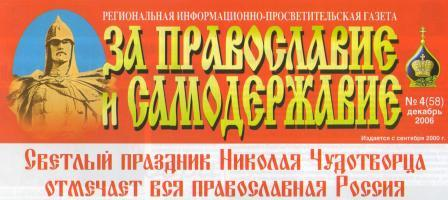 РЕГИОНАЛЬНАЯ ИНФОРМАЦИОННО-ПРОСВЕТИТЕЛЬСКАЯ ГАЗЕТА
ЗА ПРАВОСЛАВИЕ
И САМОДЕРЖАВИЕ
№ 4(58)
декабрь
2006
Издается с сентября 2000 г.
Светлый праздник Николая Чудотворца
отмечает вся православная Россия